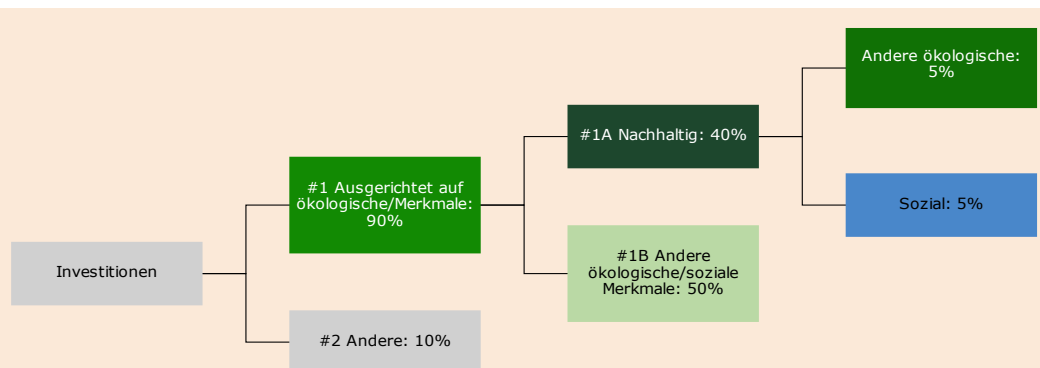 Andere ökologische:
5%
#1A Nachhaltig: 40%
#1 Ausgerichtet auf
ökologische/Merkmale:
90%
Sozial: 5%
#1B Andere
ökologische/soziale
Merkmale: 50%
Investitionen
#2 Andere: 10%